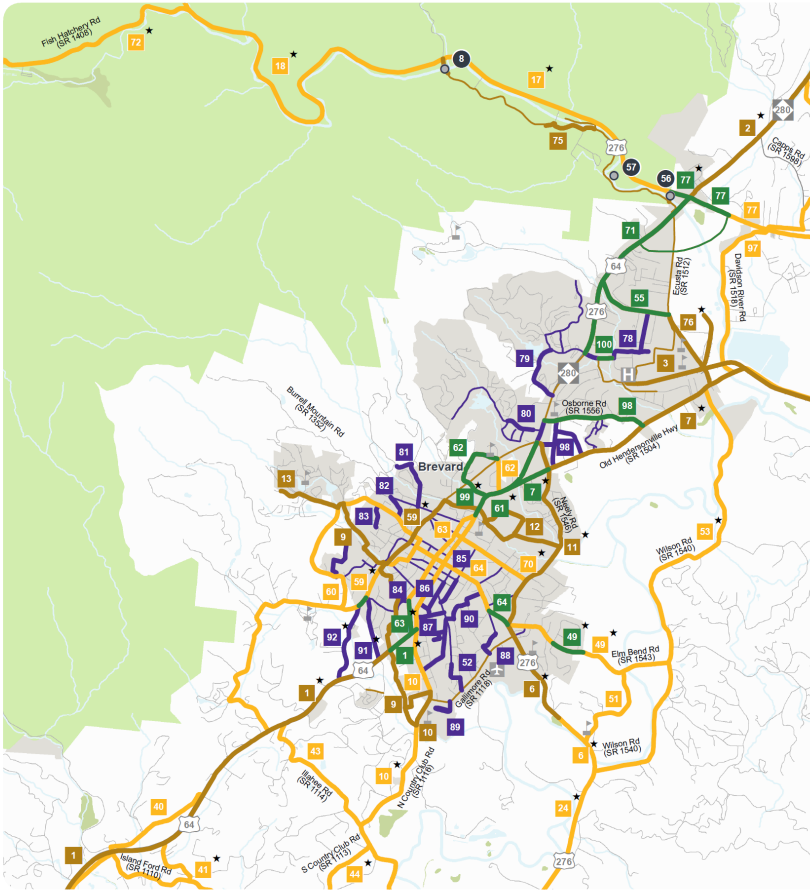 Fish Hatchery Rd
(SR 1408)
72
18
8
17
280
2
Capps Rd
(SR 1598)
75
276
57
56
77
77
77
71
97
64
Ecusta Rd
(SR 1512)
Davidson River Rd
(SR 1518)
55
276
76
78
100
79
3
280
H
Osborne Rd
(SR 1556)
98
80
7
Burrell Mountain Rd
(SR 1352)
Old Hendersonville Hwy
(SR 1504)
62
98
81
Brevard
62
13
82
99
7
61
59
Neely Rd
(SR 1546)
83
63
12
53
9
11
Wilson Rd
(SR 1540)
85
70
59
64
60
84
86
64
63
90
87
49
92
49
91
1
88
Elm Bend Rd
(SR 1543)
52
276
64
10
1
Gallimore Rd
(SR 1118)
6
51
9
89
10
43
6
Wilson Rd
(SR 1540)
10
N Country Club Rd
(SR 1116)
Illahee Rd
(SR 1114)
40
24
64
S Country Club Rd
(SR 1113)
1
Island Ford Rd
(SR 1110)
41
44
276